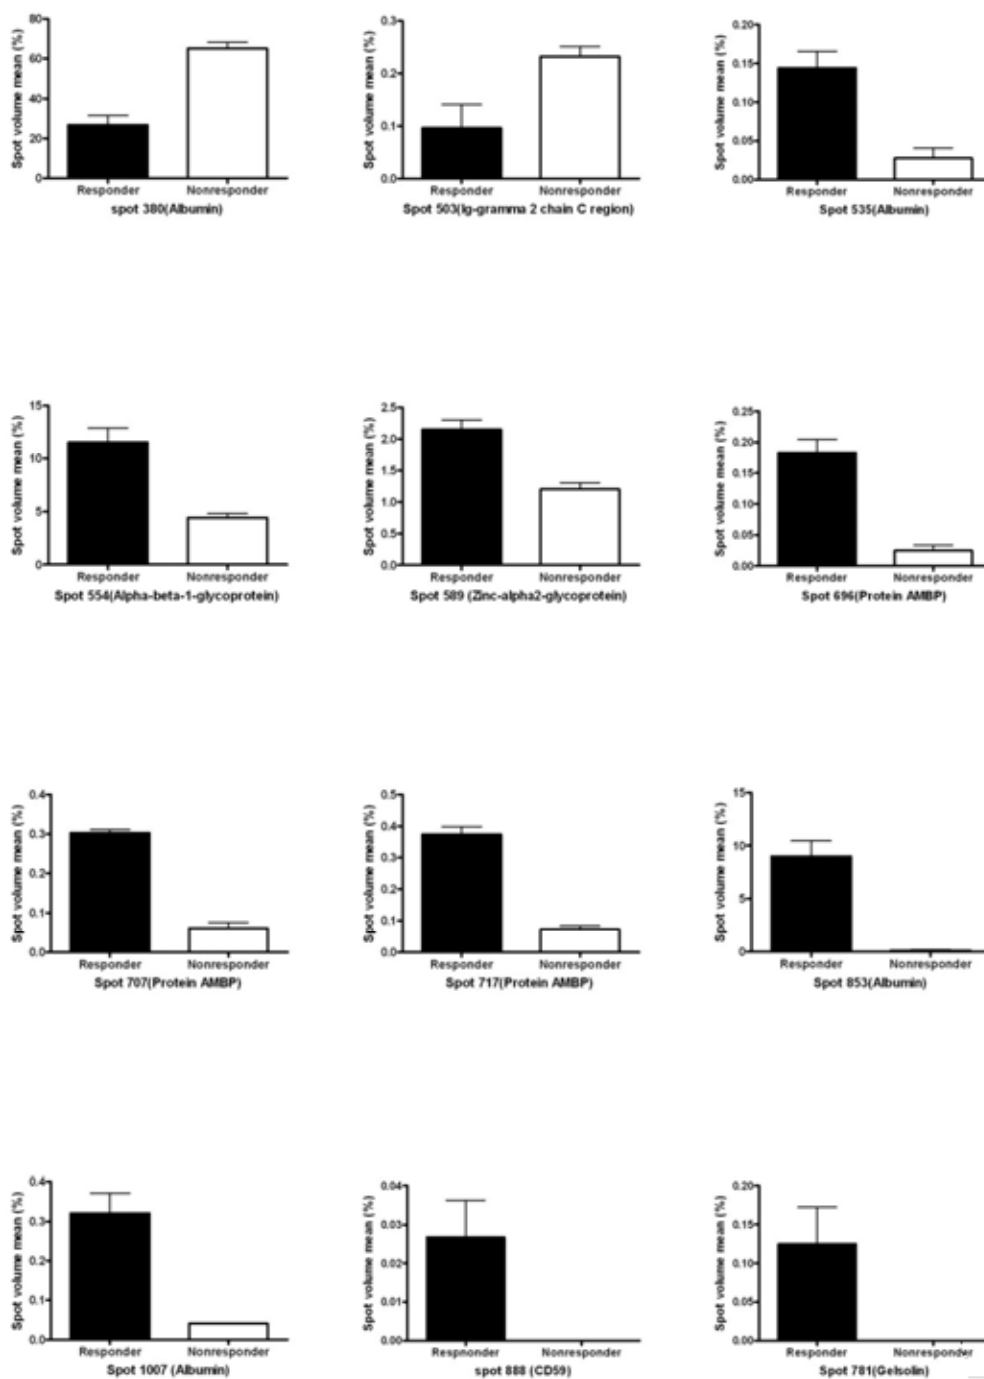 Spot volume mean (%)
80
60
40
20
0
Responder Nonresponder
spot 380(Albumin)
Spot volume mean (%)
0.3
0.2
0.1
0.0
Responder Nonresponder
Spot 503(Ig-gramma 2 chain C region)
Spot volume mean (%)
0.20
0.15
0.10
0.05
0.00
Responder Nonresponder
Spot 535(Albumin)
Spot volume mean (%)
15
10
5
0
Responder Nonresponder
Spot 554(Alpha-beta-1-glycoprotein)
Spot volume mean (%)
2.5
2.0
1.5
1.0
0.5
0.0
Responder Nonresponder
Spot 589 (Zinc-alpha2-glycoprotein)
Spot volume mean (%)
0.25
0.20
0.15
0.10
0.05
0.00
Responder Nonresponder
Spot 696(Protein AMBP)
Spot volume mean (%)
0.4
0.3
0.2
0.1
0.0
Responder Nonresponder
Spot 707(Protein AMBP)
Spot volume mean (%)
0.5
0.4
0.3
0.2
0.1
0.0
Responder Nonresponder
Spot 717(Protein AMBP)
Spot volume mean (%)
15
10
5
0
Responder Nonresponder
Spot 853(Albumin)
Spot volume mean (%)
0.4
0.3
0.2
0.1
0.0
Responder Nonresponder
Spot 1007 (Albumin)
Spot volume mean (%)
0.04
0.03
0.02
0.01
0.00
Responder Nonresponder
spot 888 (CD59)
Spot volume mean (%)
0.20
0.15
0.10
0.05
0.00
Responder Nonresponder
Spot 781(Gelsolin)